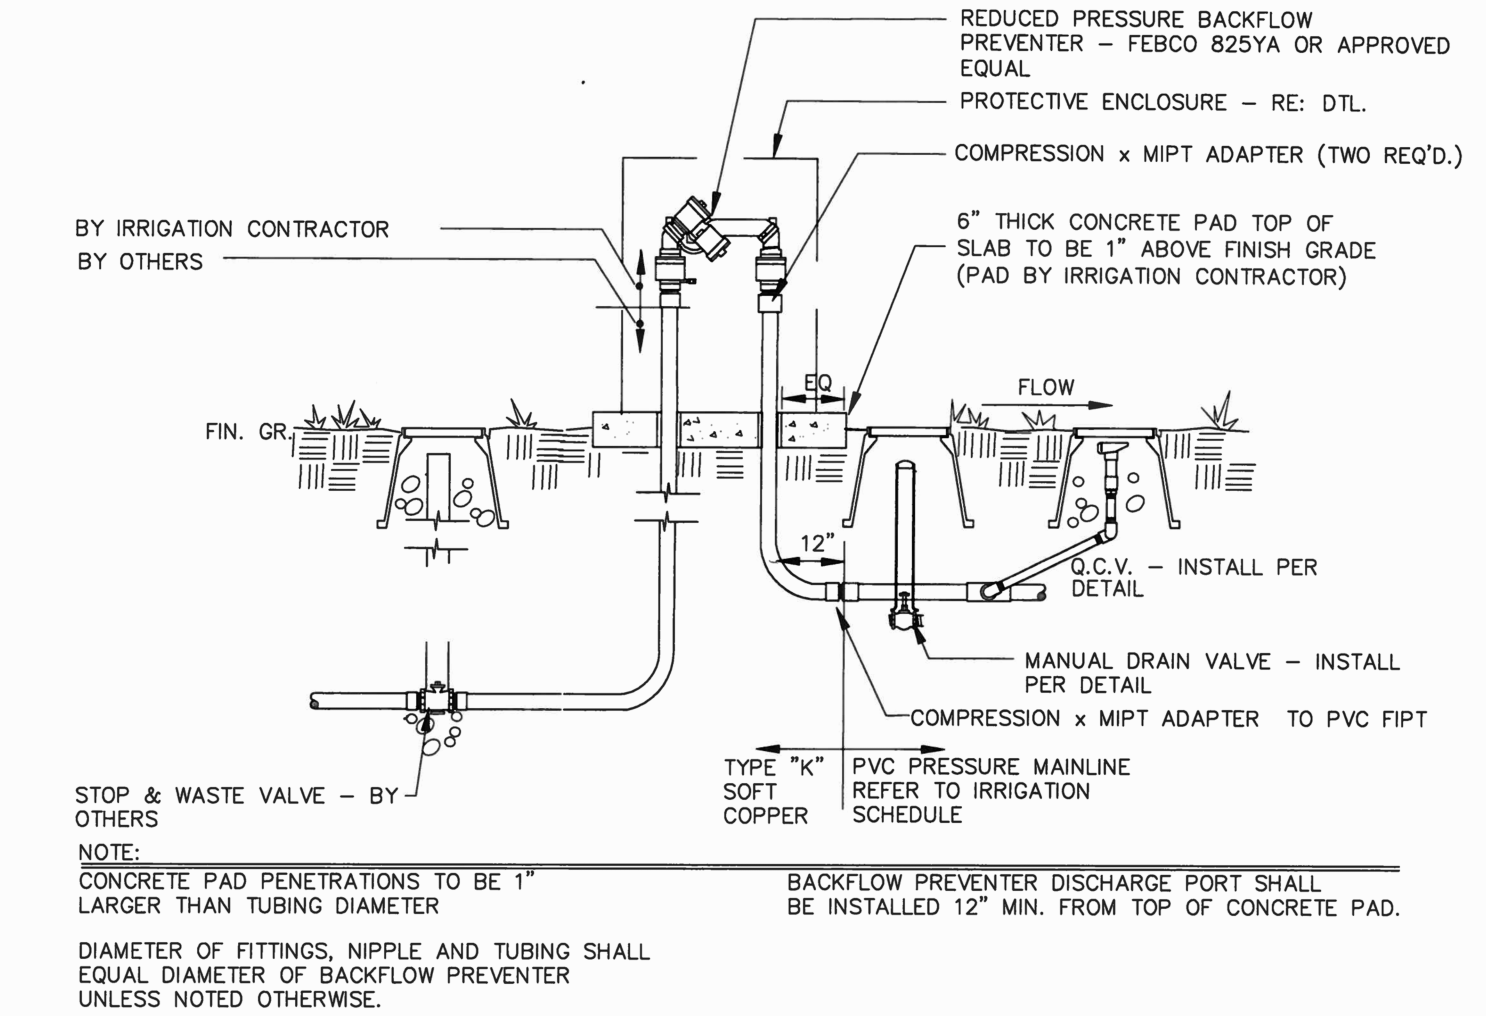 REDUCED PRESSURE BACKFLOW
PREVENTER – FEBCO 825YA OR APPROVED
EQUAL
PROTECTIVE ENCLOSURE – RE: DTL.
COMPRESSION x MIPT ADAPTER (TWO REQ'D.)
6" THICK CONCRETE PAD TOP OF
SLAB TO BE 1" ABOVE FINISH GRADE
(PAD BY IRRIGATION CONTRACTOR)
BY IRRIGATION CONTRACTOR
BY OTHERS
EQ
FLOW
FIN. GR.
12"
Q.C.V. – INSTALL PER
DETAIL
MANUAL DRAIN VALVE – INSTALL
PER DETAIL
COMPRESSION x MIPT ADAPTER TO PVC FIPT
TYPE "K"
SOFT
COPPER
PVC PRESSURE MAINLINE
REFER TO IRRIGATION
SCHEDULE
STOP & WASTE VALVE – BY
OTHERS
NOTE:
CONCRETE PAD PENETRATIONS TO BE 1"
LARGER THAN TUBING DIAMETER
DIAMETER OF FITTINGS, NIPPLE AND TUBING SHALL
EQUAL DIAMETER OF BACKFLOW PREVENTER
UNLESS NOTED OTHERWISE.
BACKFLOW PREVENTER DISCHARGE PORT SHALL
BE INSTALLED 12" MIN. FROM TOP OF CONCRETE PAD.